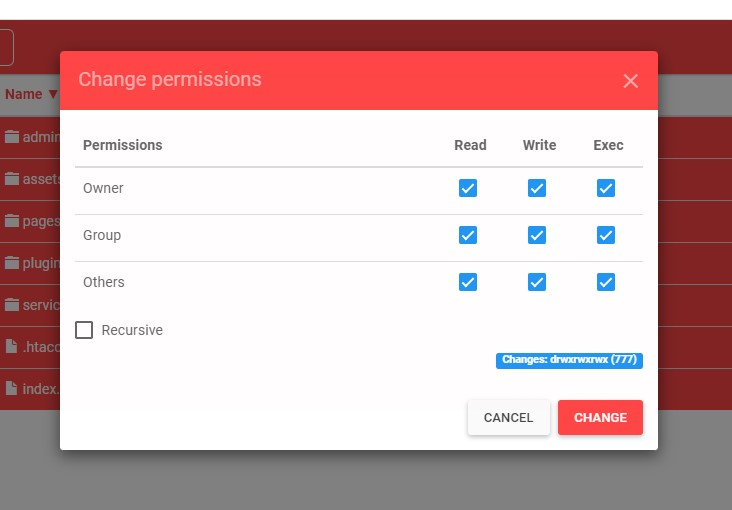 Change permissions
Name ▼
Permissions Read Write Exec
admin
Owner
assets
pages
Group
plugin
Others
servic
Recursive
.htacc
Changes: drwxrwxrwx (777)
index.
CANCEL CHANGE